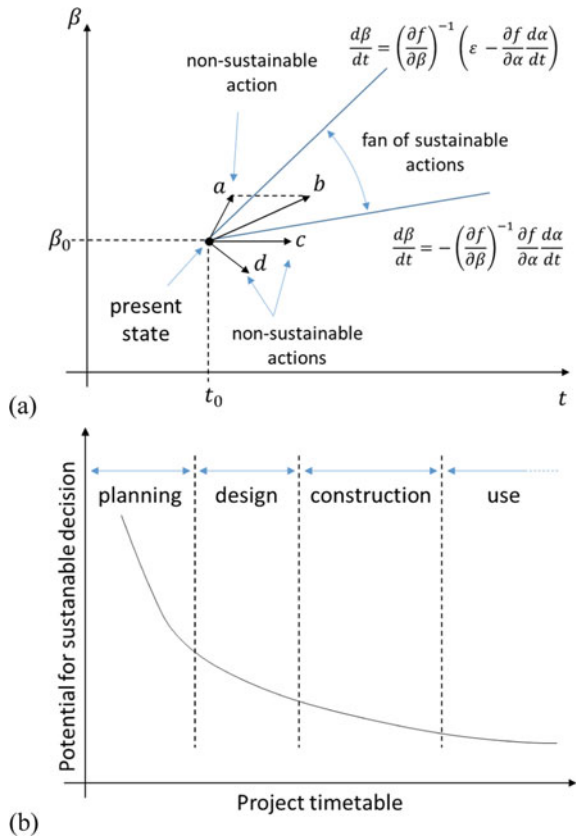 β
dβ/dt = (∂f/∂β)⁻¹ (ε − ∂f/∂α dα/dt)
non-sustainable
action
fan of sustainable
actions
a
b
β₀
c
d
dβ/dt = −(∂f/∂β)⁻¹ ∂f/∂α dα/dt
present
state
non-sustainable
actions
(a)
t₀
t
Potential for sustanable decision
planning
design
construction
use
Project timetable
(b)